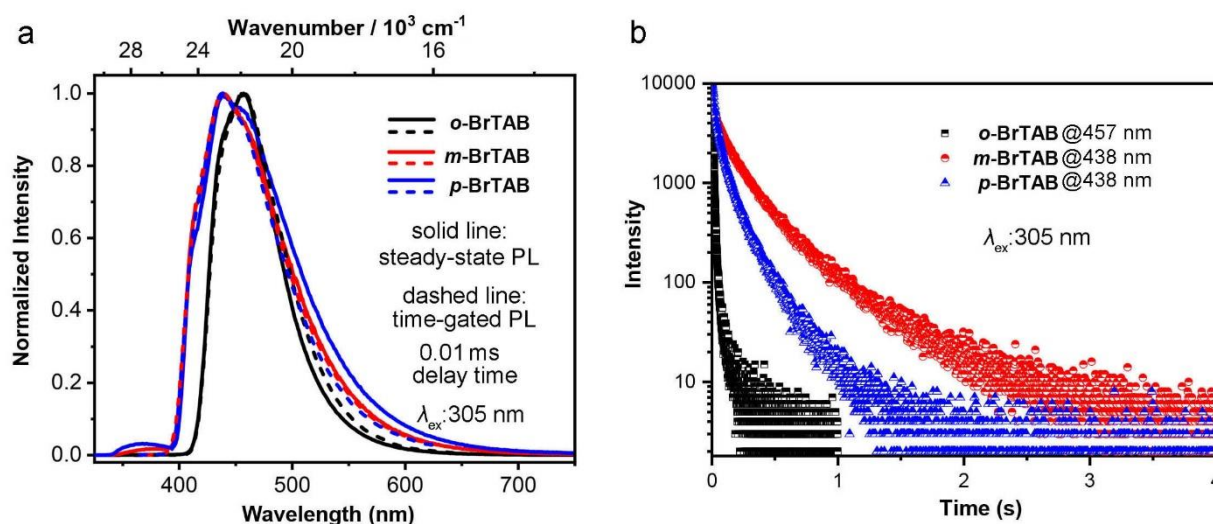 a
Wavenumber / 10³ cm⁻¹
28 24 20 16
Normalized Intensity
1.0
0.8
0.6
0.4
0.2
0.0
o-BrTAB
m-BrTAB
p-BrTAB
solid line:
steady-state PL
dashed line:
time-gated PL
0.01 ms
delay time
λex:305 nm
400 500 600 700
Wavelength (nm)
b
Intensity
10000
1000
100
10
o-BrTAB @457 nm
m-BrTAB @438 nm
p-BrTAB @438 nm
λex:305 nm
0 1 2 3 4
Time (s)